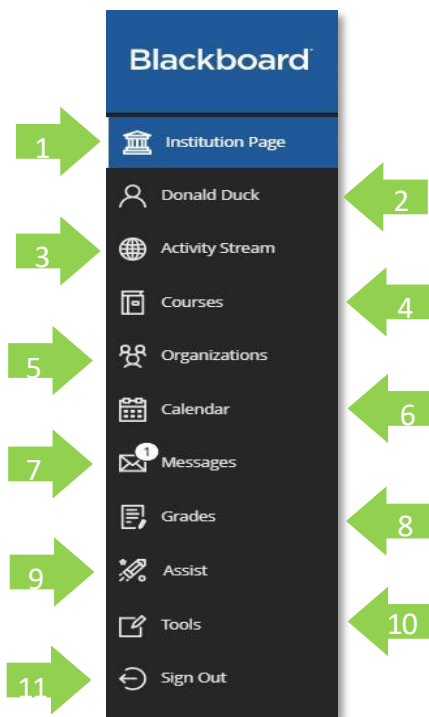 Blackboard
1 Institution Page
Donald Duck 2
3 Activity Stream
Courses 4
5 Organizations
Calendar 6
7 1 Messages
Grades 8
9 Assist
Tools 10
11 Sign Out